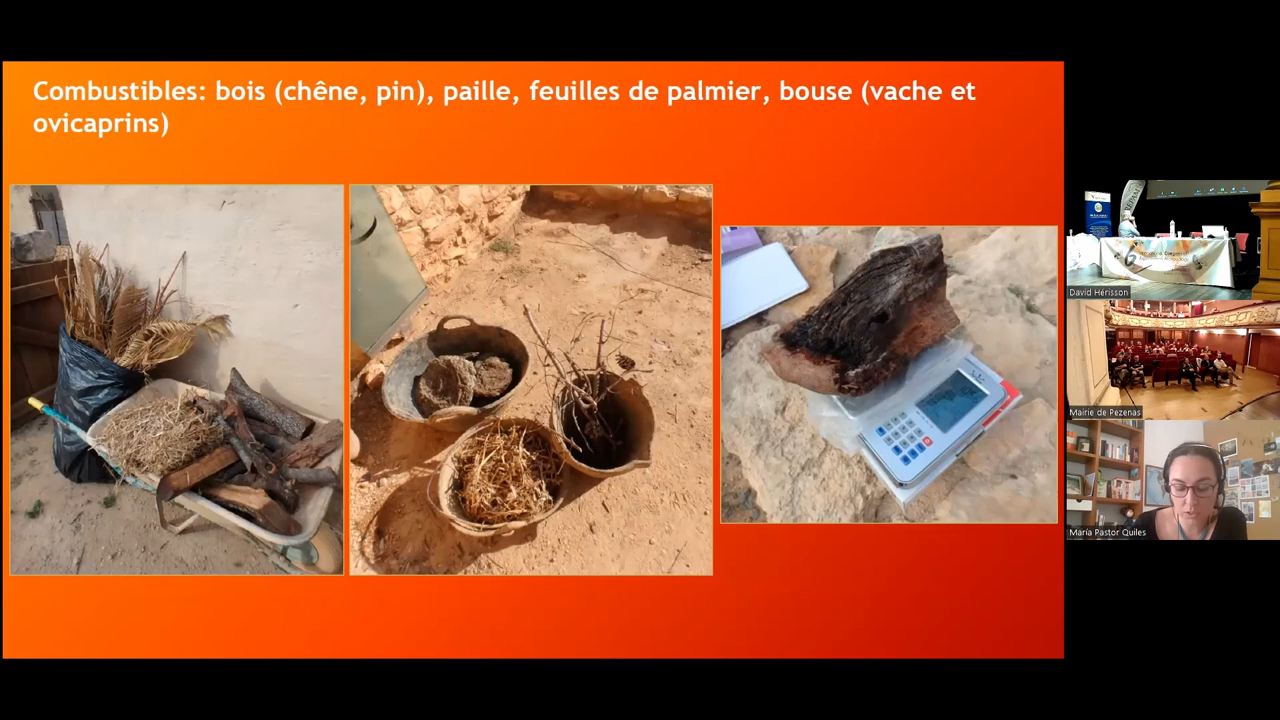 Combustibles: bois (chêne, pin), paille, feuilles de palmier, bouse (vache et
ovicaprins)
David Hérisson
Mairie de Pezenas
María Pastor Quiles